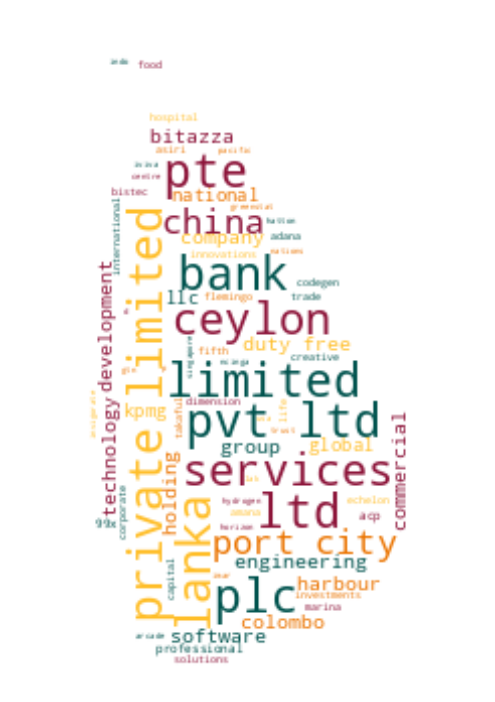 indo food
hospital
bitazza
asiri pacific
pte
centre
bistec
national
greenstat
china
hatton
company
adana
nations
innovations
international
bank
codegen
llc
flemingo
trade
development
private limited
ceylon
duty free
fifth
creative
singapore
limited
dimension
kpmg
takaful
life
pvt ltd
trust
technology
group
global
commercial
services
holding
corporate
99x
hydrogen
echelon
ltd
amana
acp
lanka
horizon
port city
engineering
capital
harbour
plc
investments
marina
colombo
arcade
software
professional
solutions